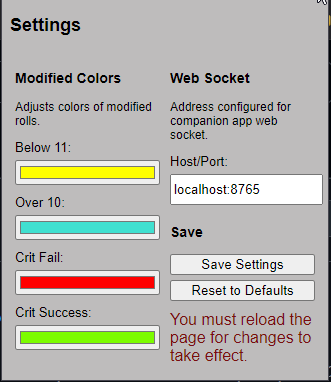 Settings
Modified Colors
Adjusts colors of modified
rolls.
Below 11:
Over 10:
Crit Fail:
Crit Success:
Web Socket
Address configured for
companion app web
socket.
Host/Port:
localhost:8765
Save
Save Settings
Reset to Defaults
You must reload the
page for changes to
take effect.